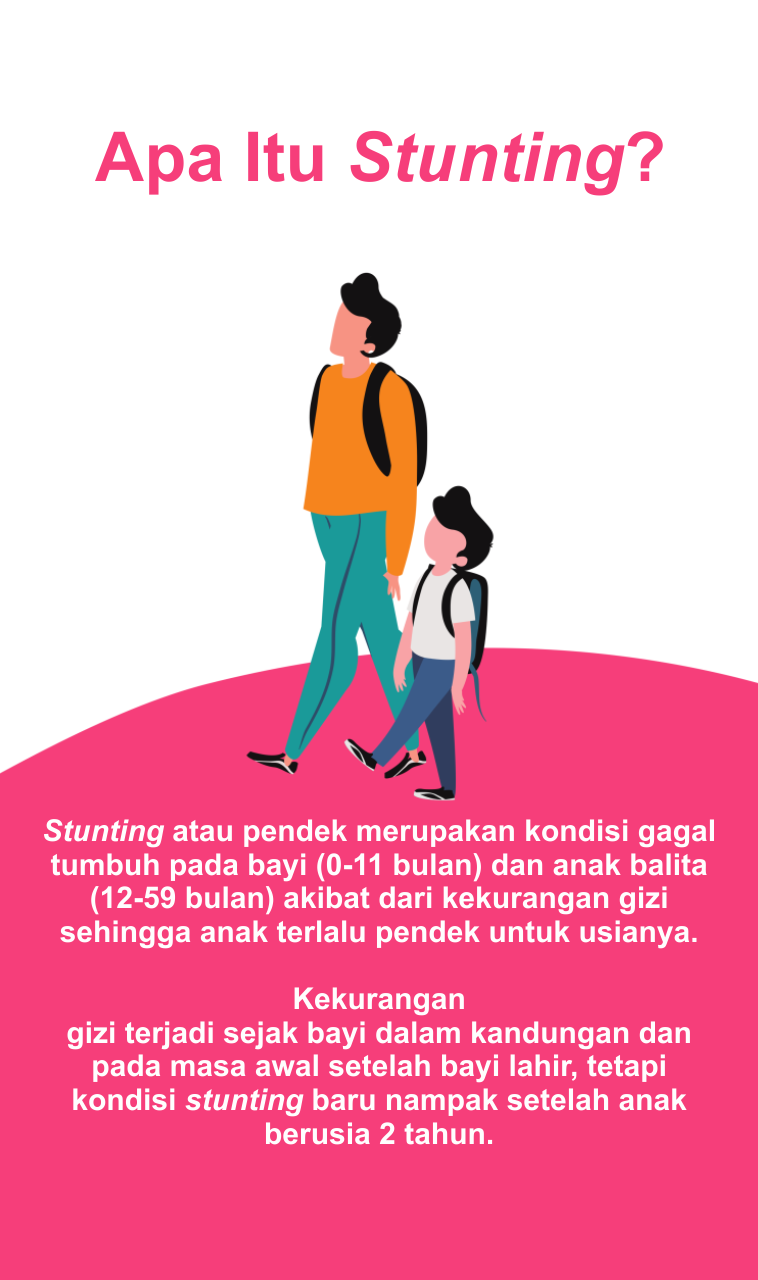 Apa Itu Stunting?
Stunting atau pendek merupakan kondisi gagal
tumbuh pada bayi (0-11 bulan) dan anak balita
(12-59 bulan) akibat dari kekurangan gizi
sehingga anak terlalu pendek untuk usianya.
Kekurangan
gizi terjadi sejak bayi dalam kandungan dan
pada masa awal setelah bayi lahir, tetapi
kondisi stunting baru nampak setelah anak
berusia 2 tahun.